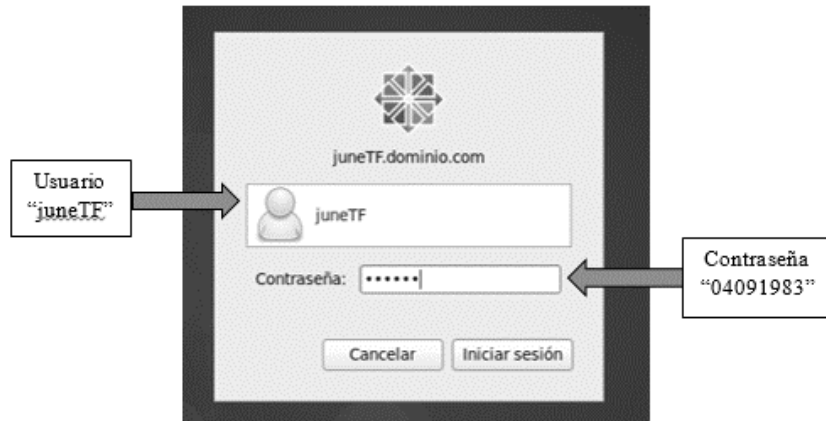 juneTF.dominio.com
Usuario
“juneTF”
juneTF
Contraseña:
••••••
Contraseña
“04091983”
Cancelar
Iniciar sesión